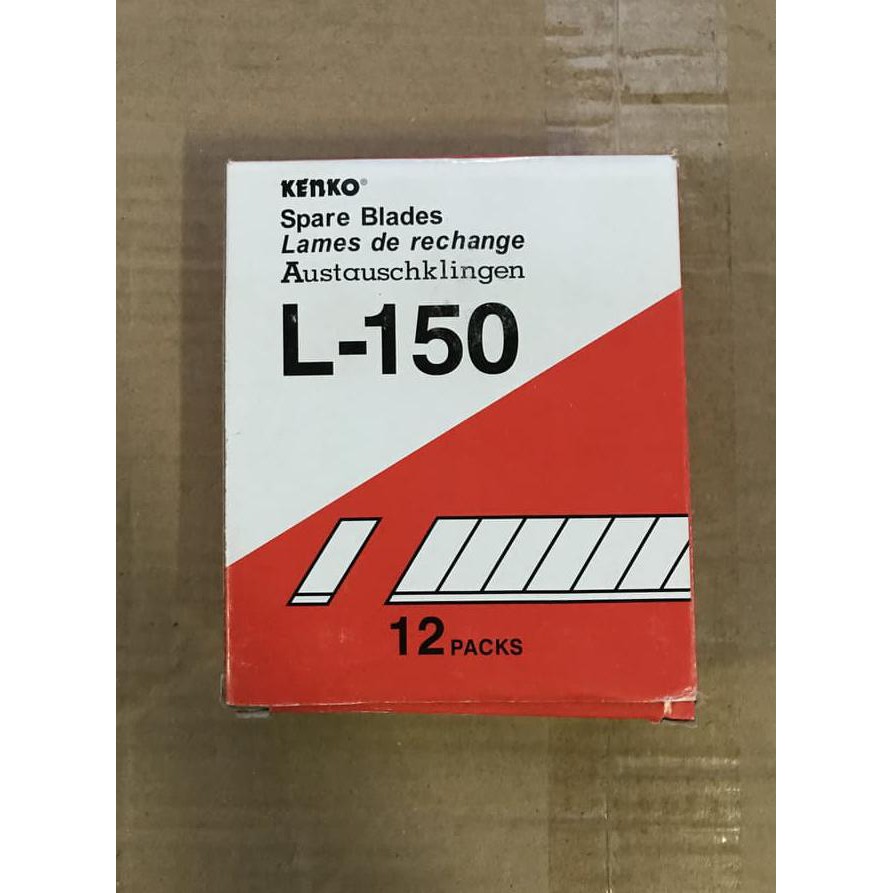 KENKO®
Spare Blades
Lames de rechange
Austauschklingen
L-150
12 PACKS